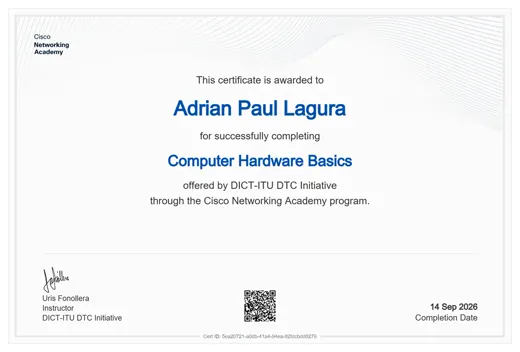 Cisco
Networking
Academy
This certificate is awarded to
Adrian Paul Lagura
for successfully completing
Computer Hardware Basics
offered by DICT-ITU DTC Initiative
through the Cisco Networking Academy program.
Uris Fonollera
Instructor
DICT-ITU DTC Initiative
14 Sep 2026
Completion Date
Cert ID: